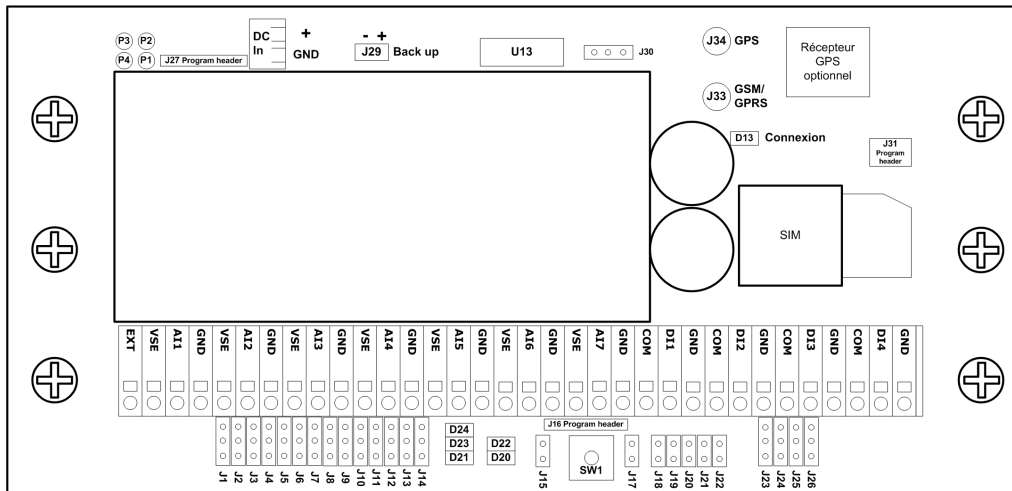 P3 P2
P4 P1
J27 Program header
DC
In
+
GND
- +
J29 Back up
U13
J30
J34 GPS
J33 GSM/
GPRS
Récepteur
GPS
optionnel
D13 Connexion
J31
Program
header
SIM
EXT VSE AI1 GND VSE AI2 GND VSE AI3 GND VSE AI4 GND VSE AI5 GND VSE AI6 GND VSE AI7 GND COM DI1 GND COM DI2 GND COM DI3 GND COM DI4 GND
J1 J2 J3 J4 J5 J6 J7 J8 J9 J10 J11 J12 J13 J14
D24
D23 D22
D21 D20
J16 Program header
J15
SW1
J17
J18 J19 J20 J21 J22
J23 J24 J25 J26